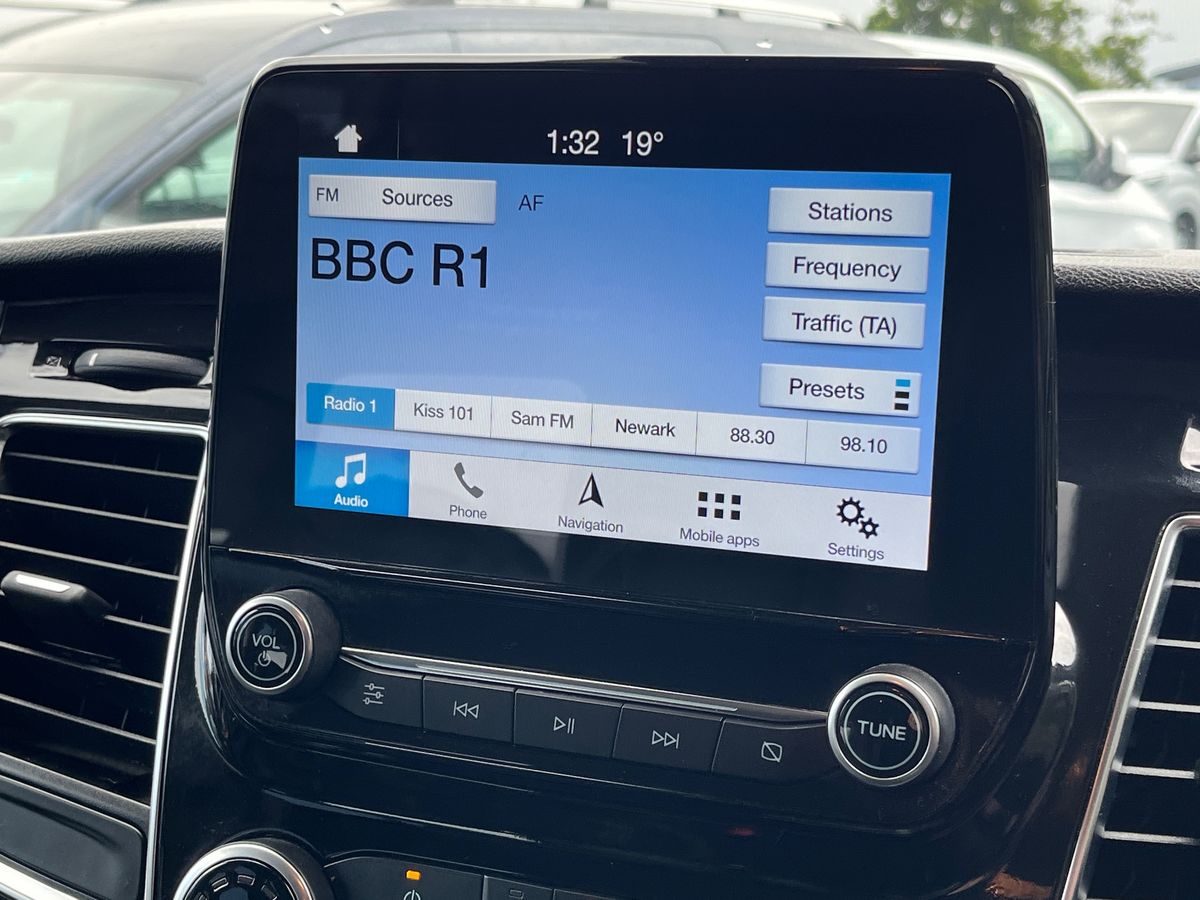 1:32 19°
FM Sources AF
Stations
BBC R1
Frequency
Traffic (TA)
Presets
Radio 1 Kiss 101 Sam FM Newark 88.30 98.10
Audio Phone Navigation Mobile apps Settings
VOL
TUNE